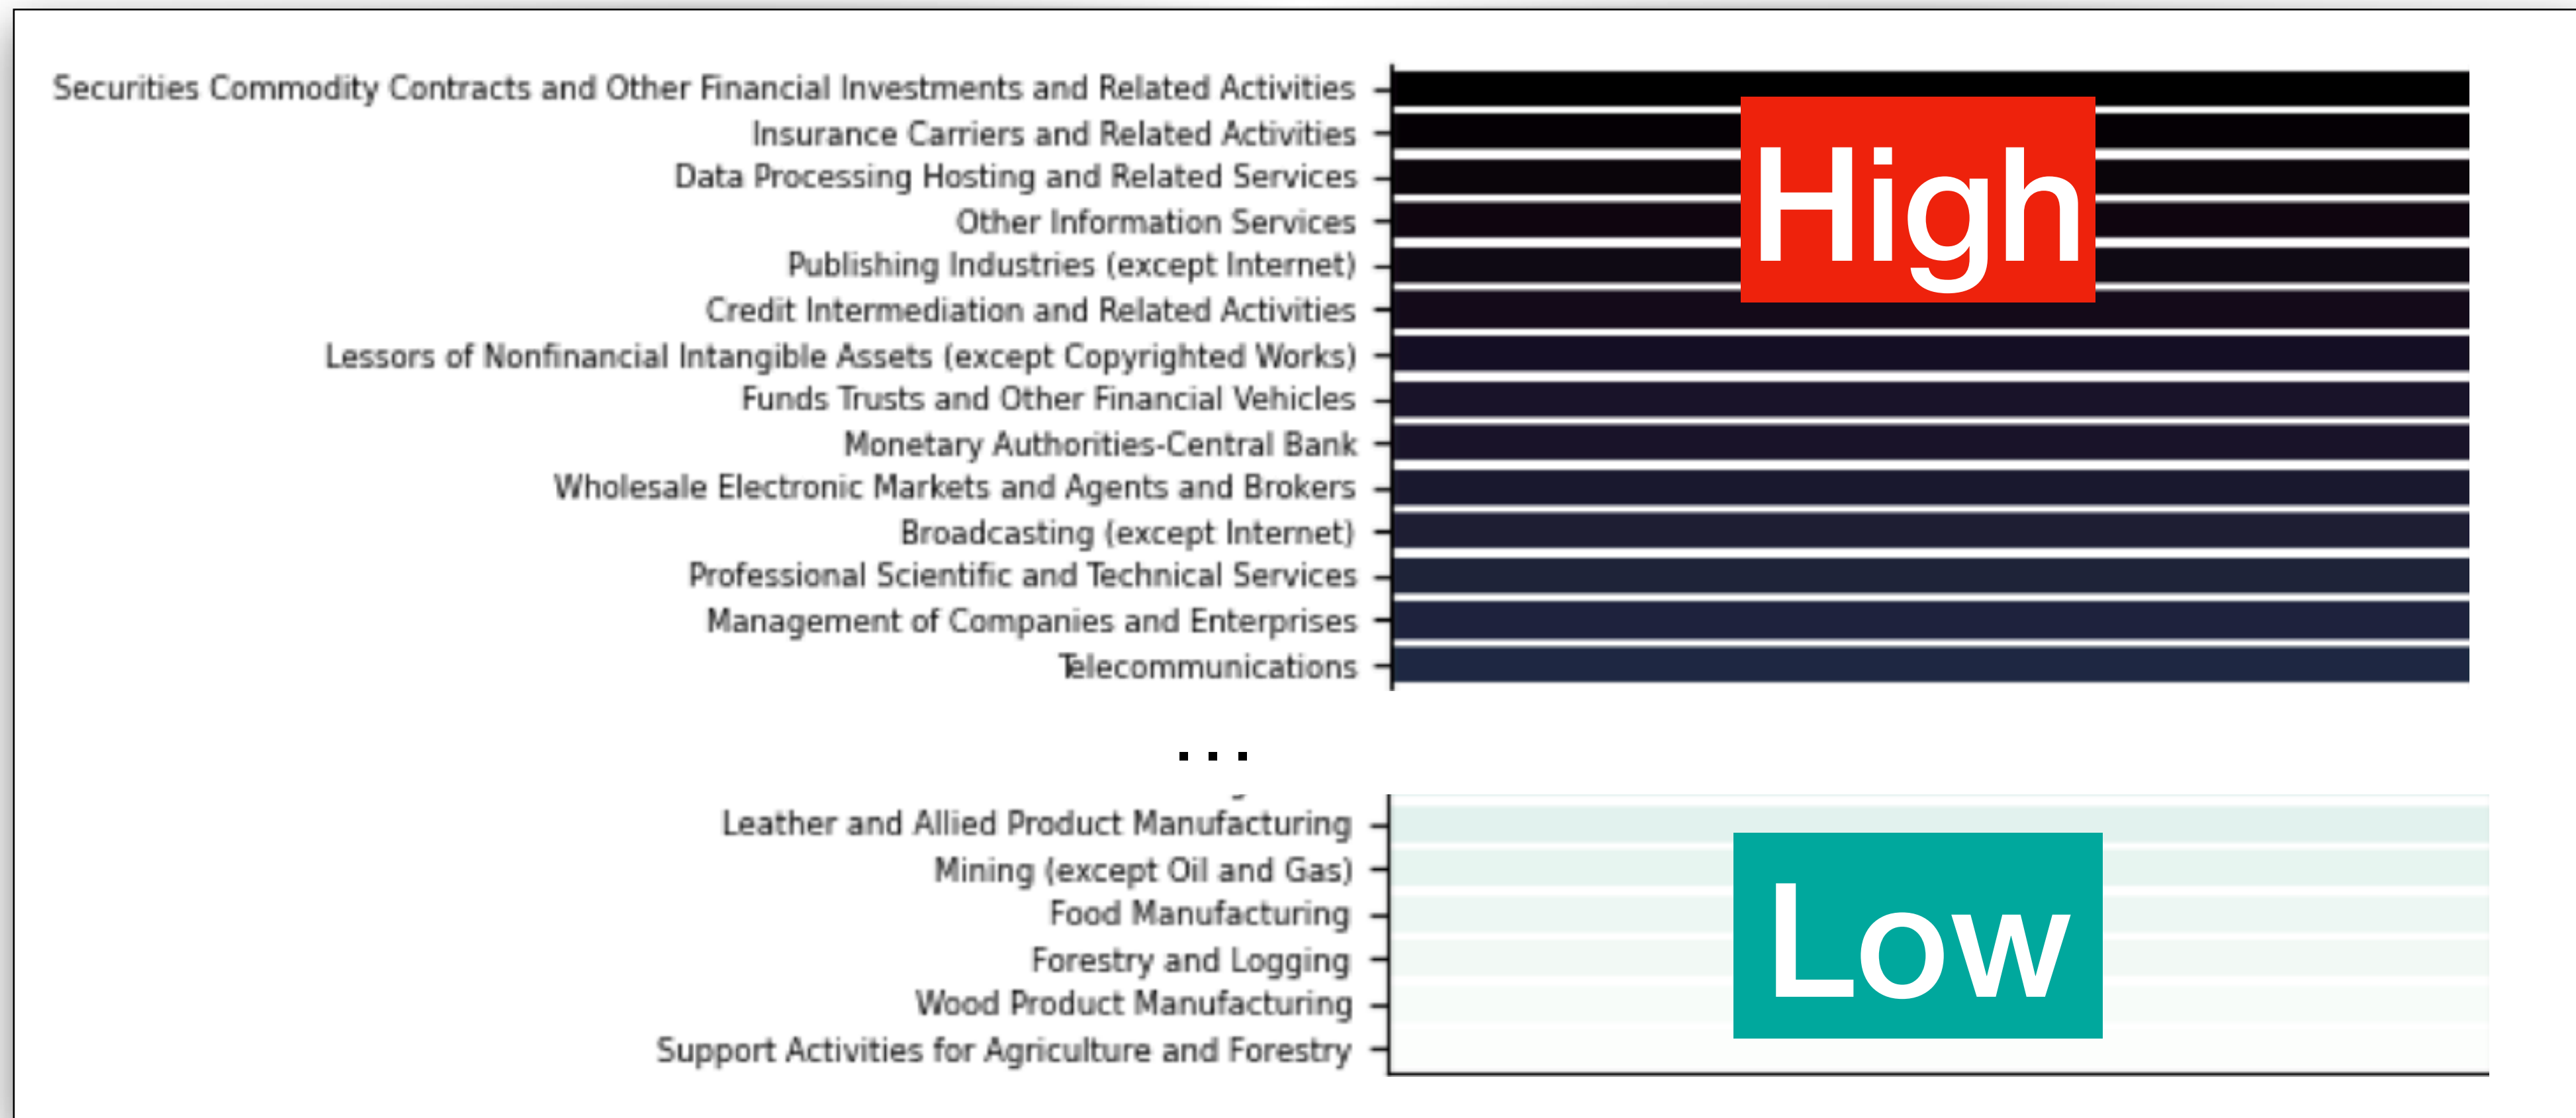 Securities Commodity Contracts and Other Financial Investments and Related Activities
Insurance Carriers and Related Activities
Data Processing Hosting and Related Services
Other Information Services
Publishing Industries (except Internet)
Credit Intermediation and Related Activities
Lessors of Nonfinancial Intangible Assets (except Copyrighted Works)
Funds Trusts and Other Financial Vehicles
Monetary Authorities-Central Bank
Wholesale Electronic Markets and Agents and Brokers
Broadcasting (except Internet)
Professional Scientific and Technical Services
Management of Companies and Enterprises
Telecommunications
High
...
Leather and Allied Product Manufacturing
Mining (except Oil and Gas)
Food Manufacturing
Forestry and Logging
Wood Product Manufacturing
Support Activities for Agriculture and Forestry
Low